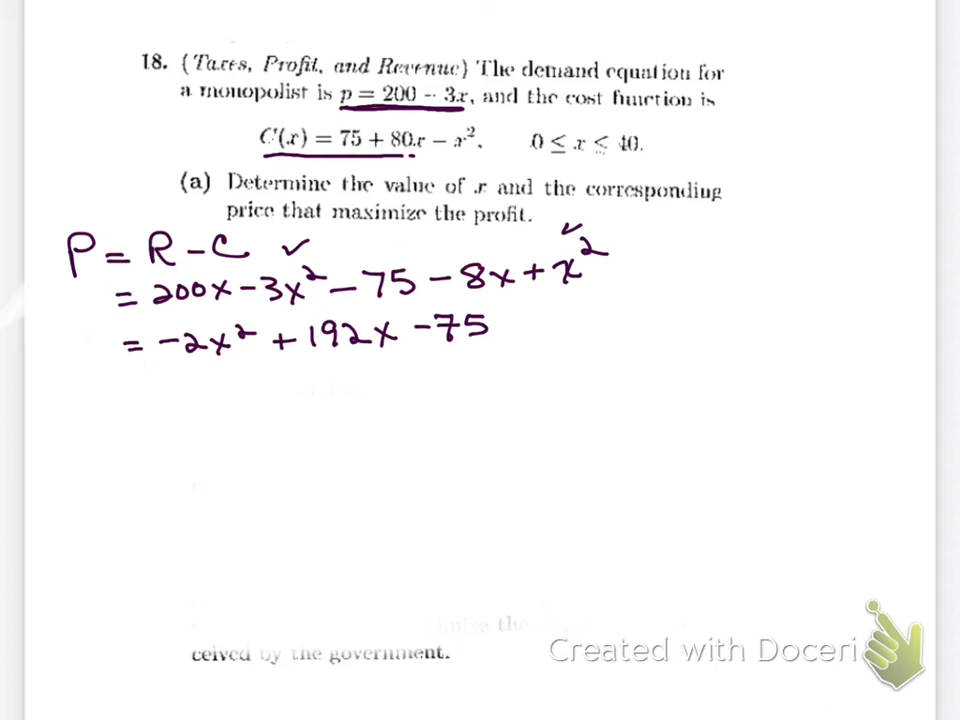 18. (Taxes, Profit, and Revenue) The demand equation for
a monopolist is p = 200 - 3x, and the cost function is
C(x) = 75 + 80x - x², 0 ≤ x ≤ 40.
(a) Determine the value of x and the corresponding
price that maximize the profit.
P = R - C ✓ ✓
= 200x - 3x² - 75 - 8x + x²
= -2x² + 192x - 75
the
ceived by the government.
Created with Doceri